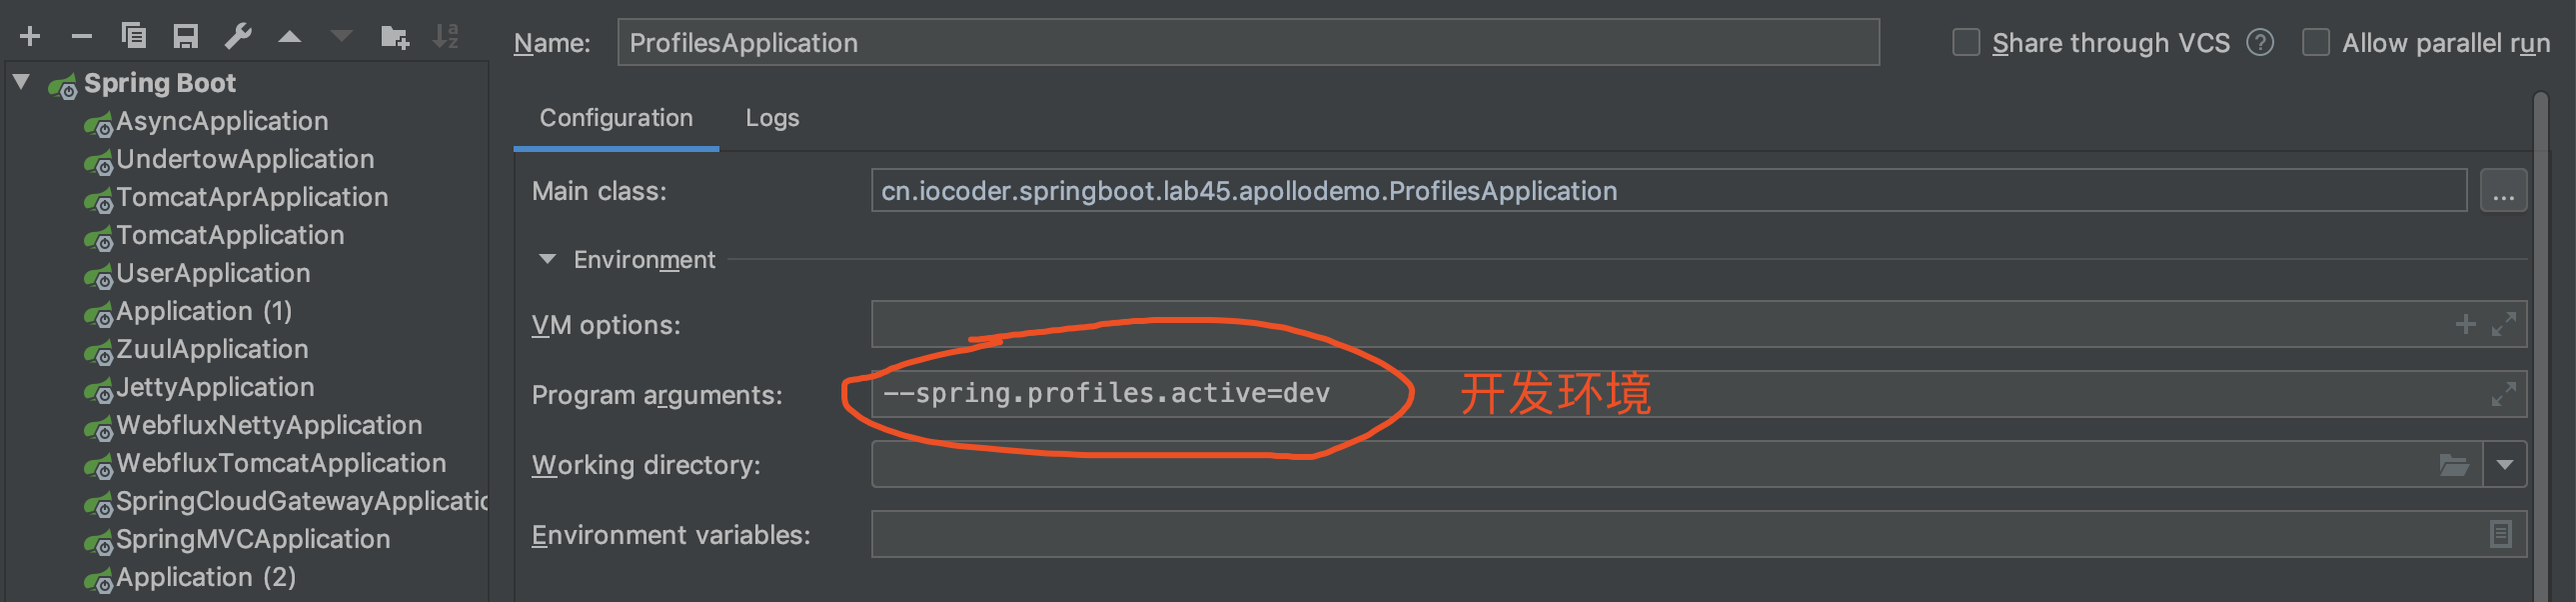 Name: ProfilesApplication Share through VCS ? Allow parallel run
Spring Boot
AsyncApplication
UndertowApplication
TomcatAprApplication
TomcatApplication
UserApplication
Application (1)
ZuulApplication
JettyApplication
WebfluxNettyApplication
WebfluxTomcatApplication
SpringCloudGatewayApplicatio
SpringMVCApplication
Application (2)
Configuration Logs
Main class: cn.iocoder.springboot.lab45.apollodemo.ProfilesApplication ...
Environment
VM options:
Program arguments: --spring.profiles.active=dev 开发环境
Working directory:
Environment variables: